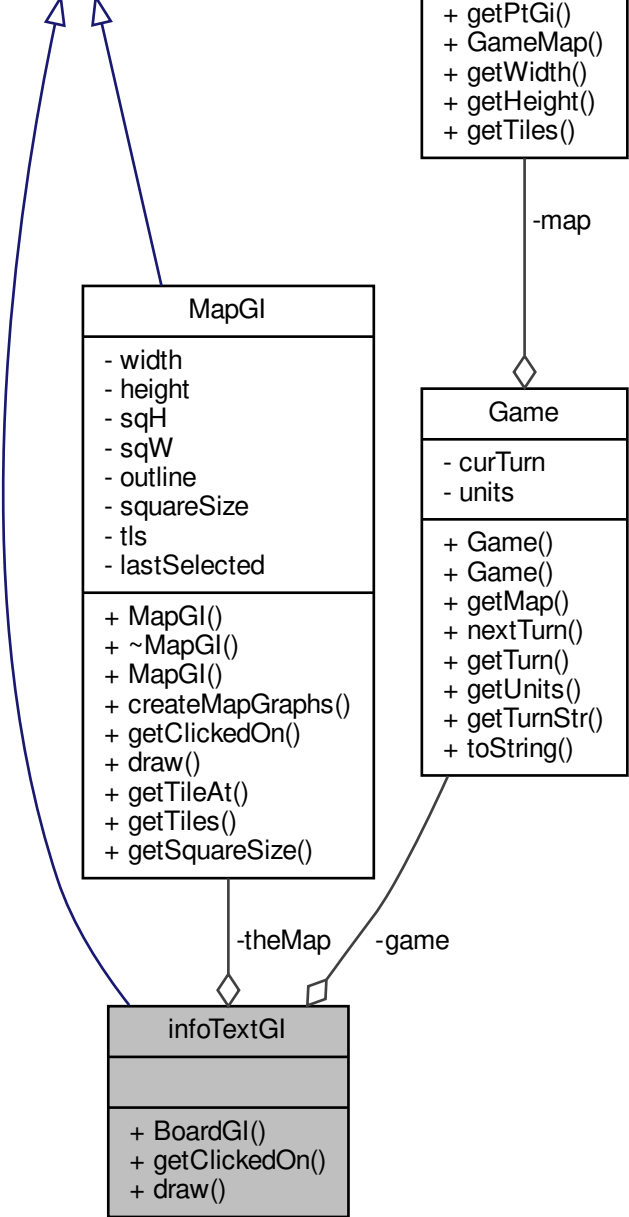 + getPtGi()
+ GameMap()
+ getWidth()
+ getHeight()
+ getTiles()
-map
MapGI
- width
- height
- sqH
- sqW
- outline
- squareSize
- tls
- lastSelected
+ MapGI()
+ ~MapGI()
+ MapGI()
+ createMapGraphs()
+ getClickedOn()
+ draw()
+ getTileAt()
+ getTiles()
+ getSquareSize()
Game
- curTurn
- units
+ Game()
+ Game()
+ getMap()
+ nextTurn()
+ getTurn()
+ getUnits()
+ getTurnStr()
+ toString()
-theMap
-game
infoTextGI
+ BoardGI()
+ getClickedOn()
+ draw()